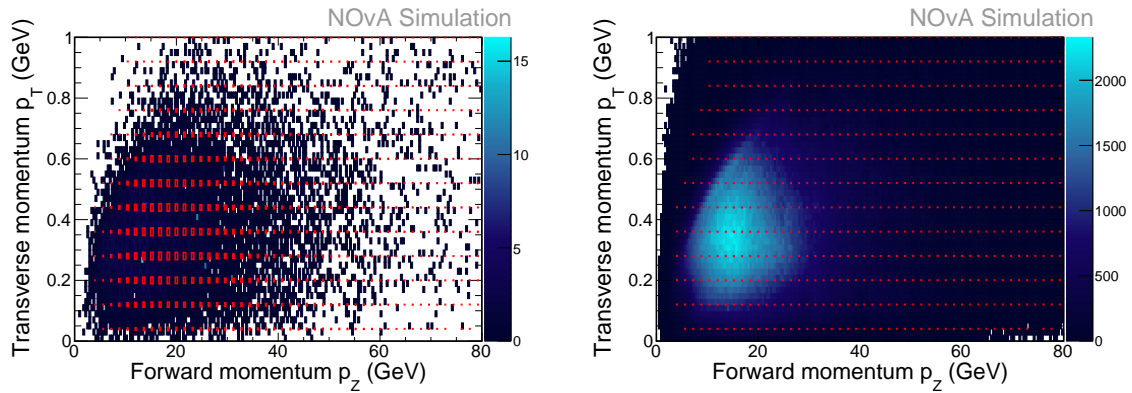 NOvA Simulation
Transverse momentum p_T (GeV)
1
0.8
0.6
0.4
0.2
0
0 20 40 60 80
Forward momentum p_Z (GeV)
15
10
5
0
NOvA Simulation
Transverse momentum p_T (GeV)
1
0.8
0.6
0.4
0.2
0
0 20 40 60 80
Forward momentum p_Z (GeV)
2000
1500
1000
500
0